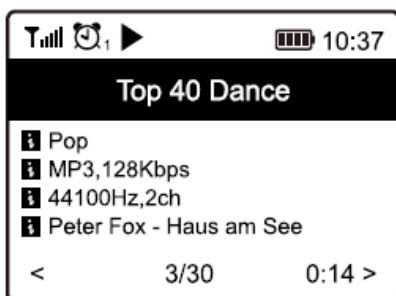 1 10:37
Top 40 Dance
i Pop
i MP3,128Kbps
i 44100Hz,2ch
i Peter Fox - Haus am See
< 3/30 0:14 >